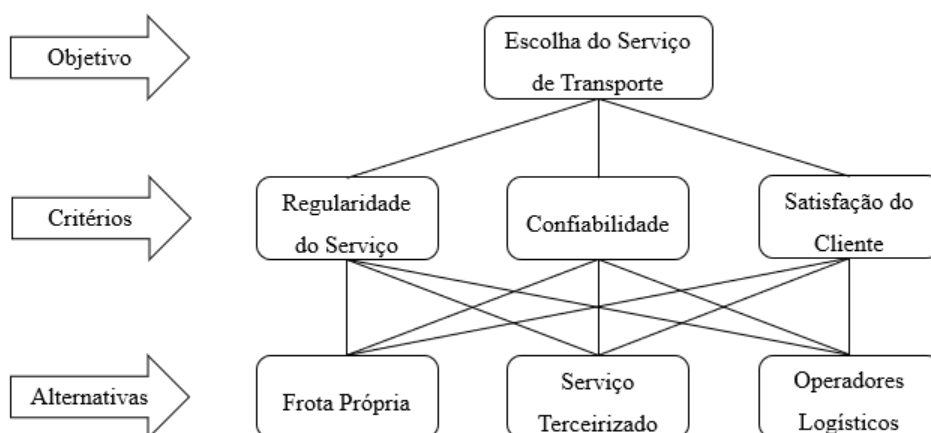 Objetivo
Escolha do Serviço
de Transporte
Critérios
Regularidade
do Serviço
Confiabilidade
Satisfação do
Cliente
Alternativas
Frota Própria
Serviço
Terceirizado
Operadores
Logísticos